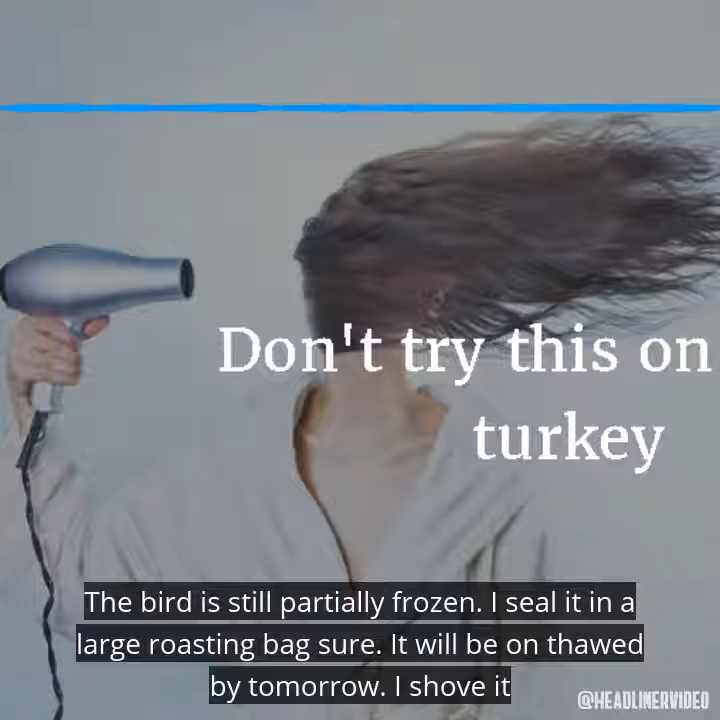 Don't try this on
turkey
The bird is still partially frozen. I seal it in a
large roasting bag sure. It will be on thawed
by tomorrow. I shove it
@HEADLINERVIDEO